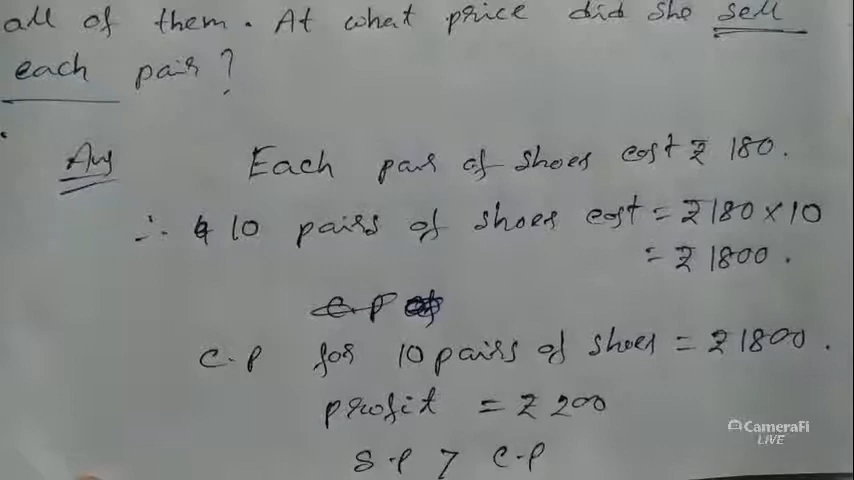 all of them. At what price did she sell
each pair?
Ans Each pair of shoes cost ₹ 180.
∴ 10 pairs of shoes cost = ₹180×10
= ₹ 1800.
C.P
C.P for 10 pairs of shoes = ₹1800.
profit = ₹ 200
S.P > C.P
CameraFi
LIVE